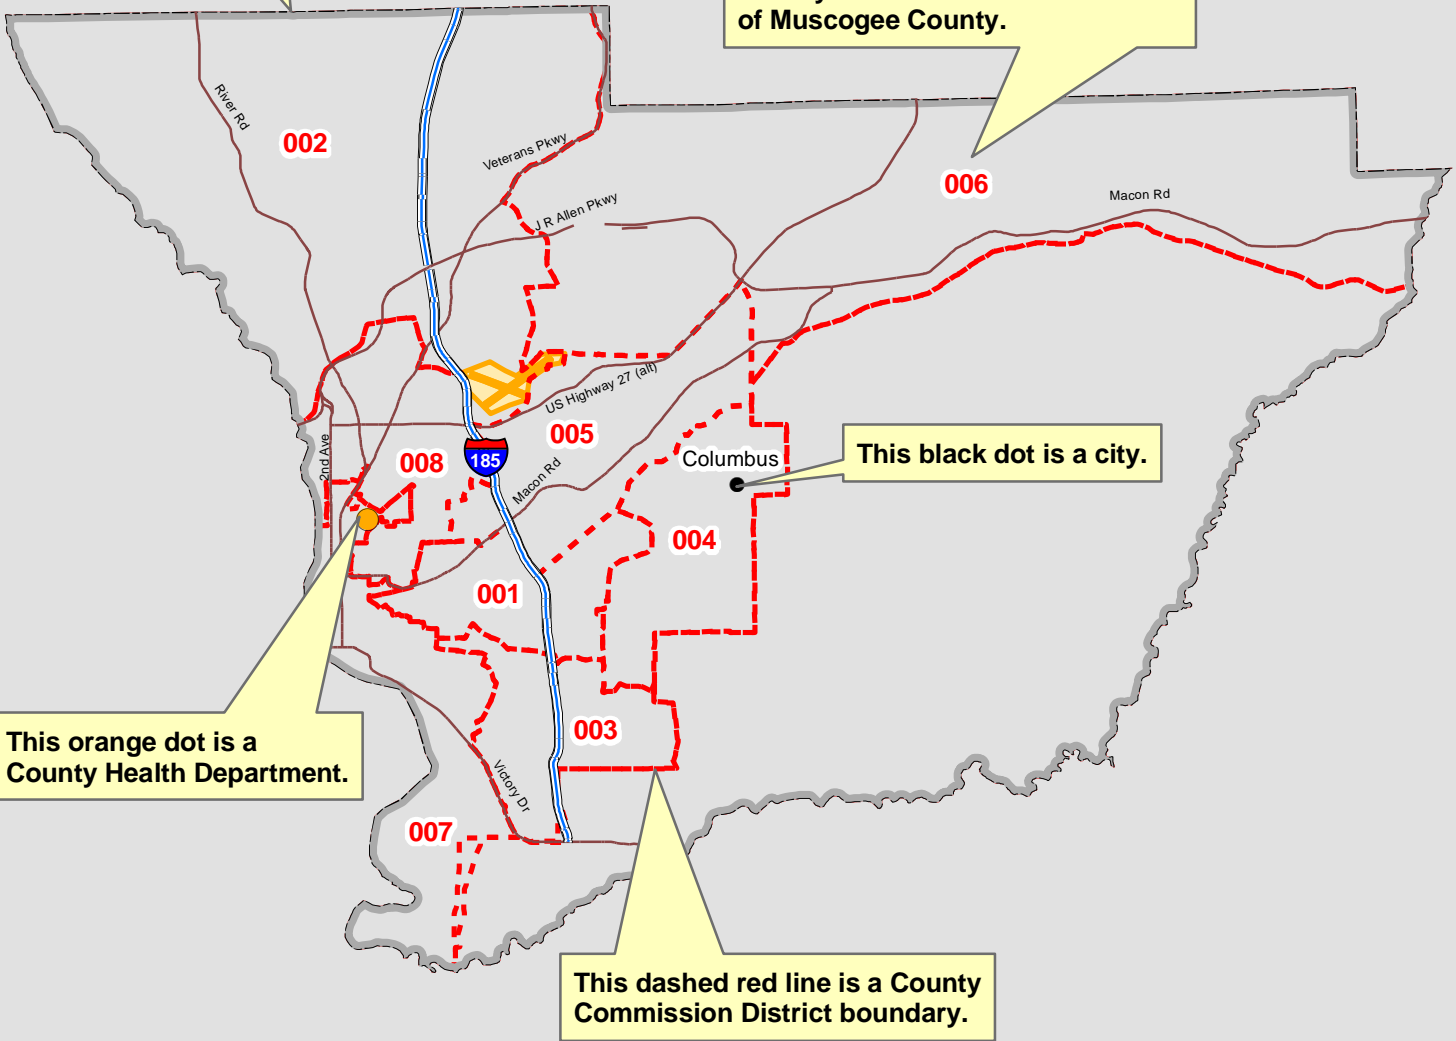 of Muscogee County.
River Rd
002
Veterans Pkwy
006
Macon Rd
J R Allen Pkwy
US Highway 27 (alt)
005
2nd Ave
008
185
Macon Rd
Columbus
This black dot is a city.
004
001
This orange dot is a
County Health Department.
003
Victory Dr
007
This dashed red line is a County
Commission District boundary.